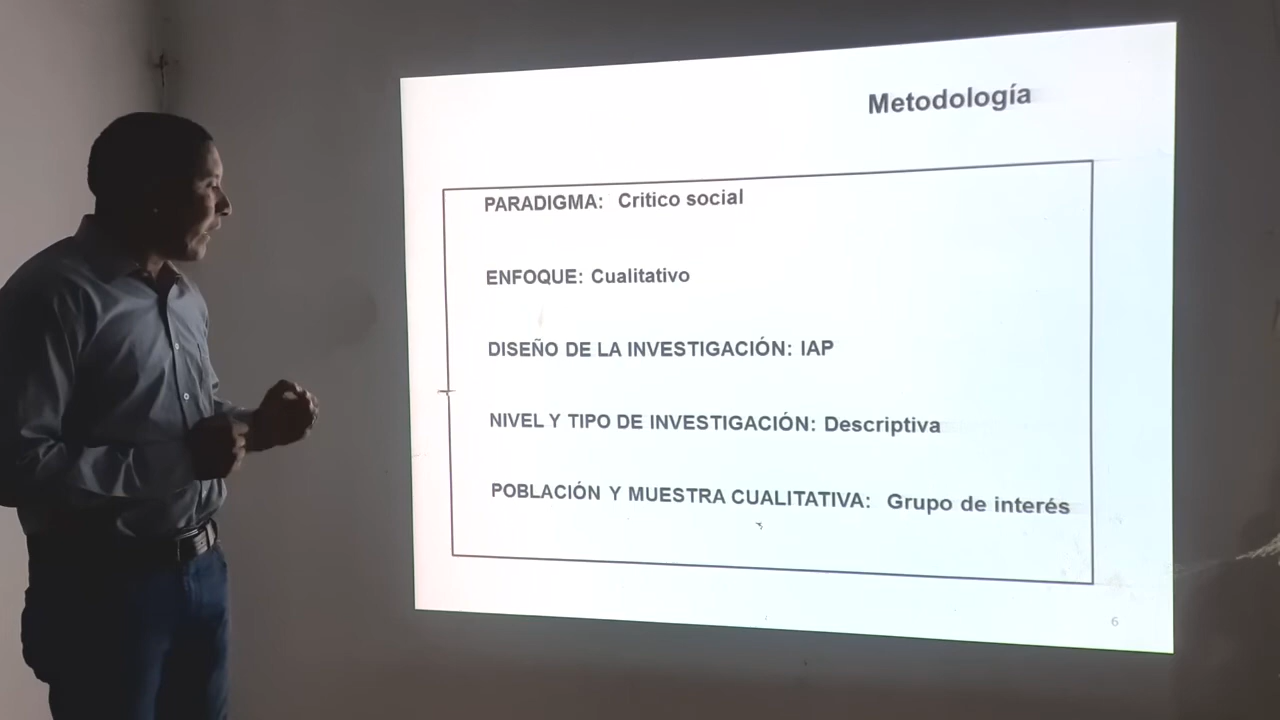 Metodología
PARADIGMA: Critico social
ENFOQUE: Cualitativo
DISEÑO DE LA INVESTIGACIÓN: IAP
NIVEL Y TIPO DE INVESTIGACIÓN: Descriptiva
POBLACIÓN Y MUESTRA CUALITATIVA: Grupo de interés
6